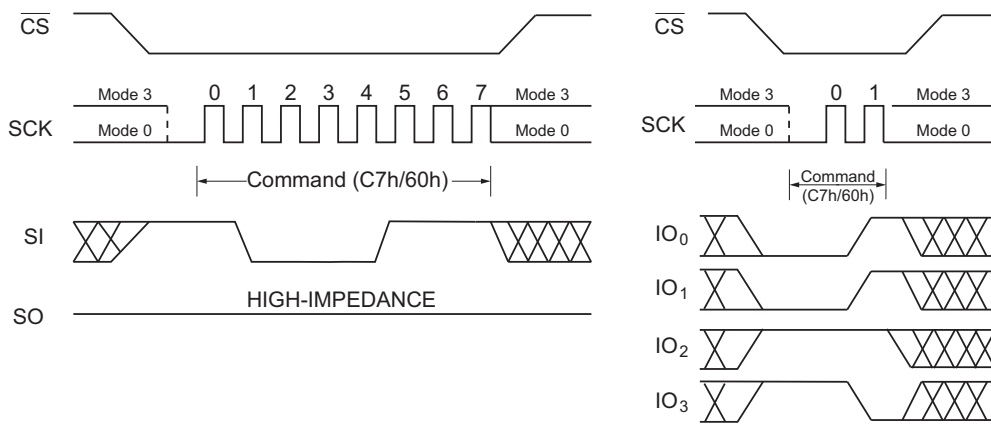 CS
0 1 2 3 4 5 6 7
Mode 3
Mode 3
SCK
Mode 0
Mode 0
Command (C7h/60h)
SI
HIGH-IMPEDANCE
SO
CS
0 1
Mode 3
Mode 3
SCK
Mode 0
Mode 0
Command
(C7h/60h)
IO0
IO1
IO2
IO3